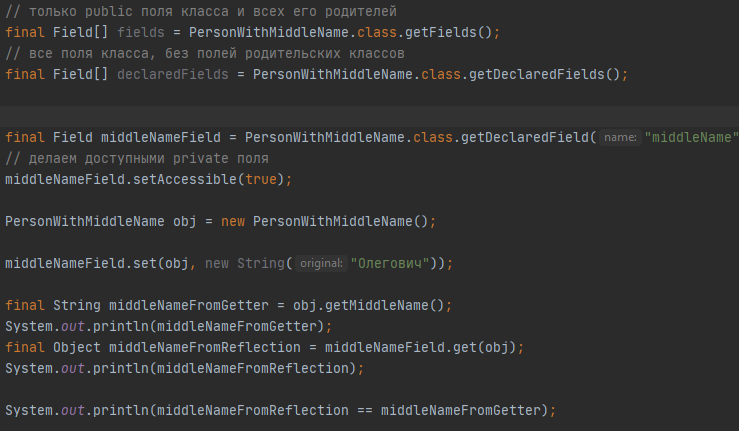 // только public поля класса и всех его родителей
final Field[] fields = PersonWithMiddleName.class.getFields();
// все поля класса, без полей родительских классов
final Field[] declaredFields = PersonWithMiddleName.class.getDeclaredFields();
final Field middleNameField = PersonWithMiddleName.class.getDeclaredField( name: "middleName"
// делаем доступными private поля
middleNameField.setAccessible(true);
PersonWithMiddleName obj = new PersonWithMiddleName();
middleNameField.set(obj, new String( original: "Олегович"));
final String middleNameFromGetter = obj.getMiddleName();
System.out.println(middleNameFromGetter);
final Object middleNameFromReflection = middleNameField.get(obj);
System.out.println(middleNameFromReflection);
System.out.println(middleNameFromReflection == middleNameFromGetter);